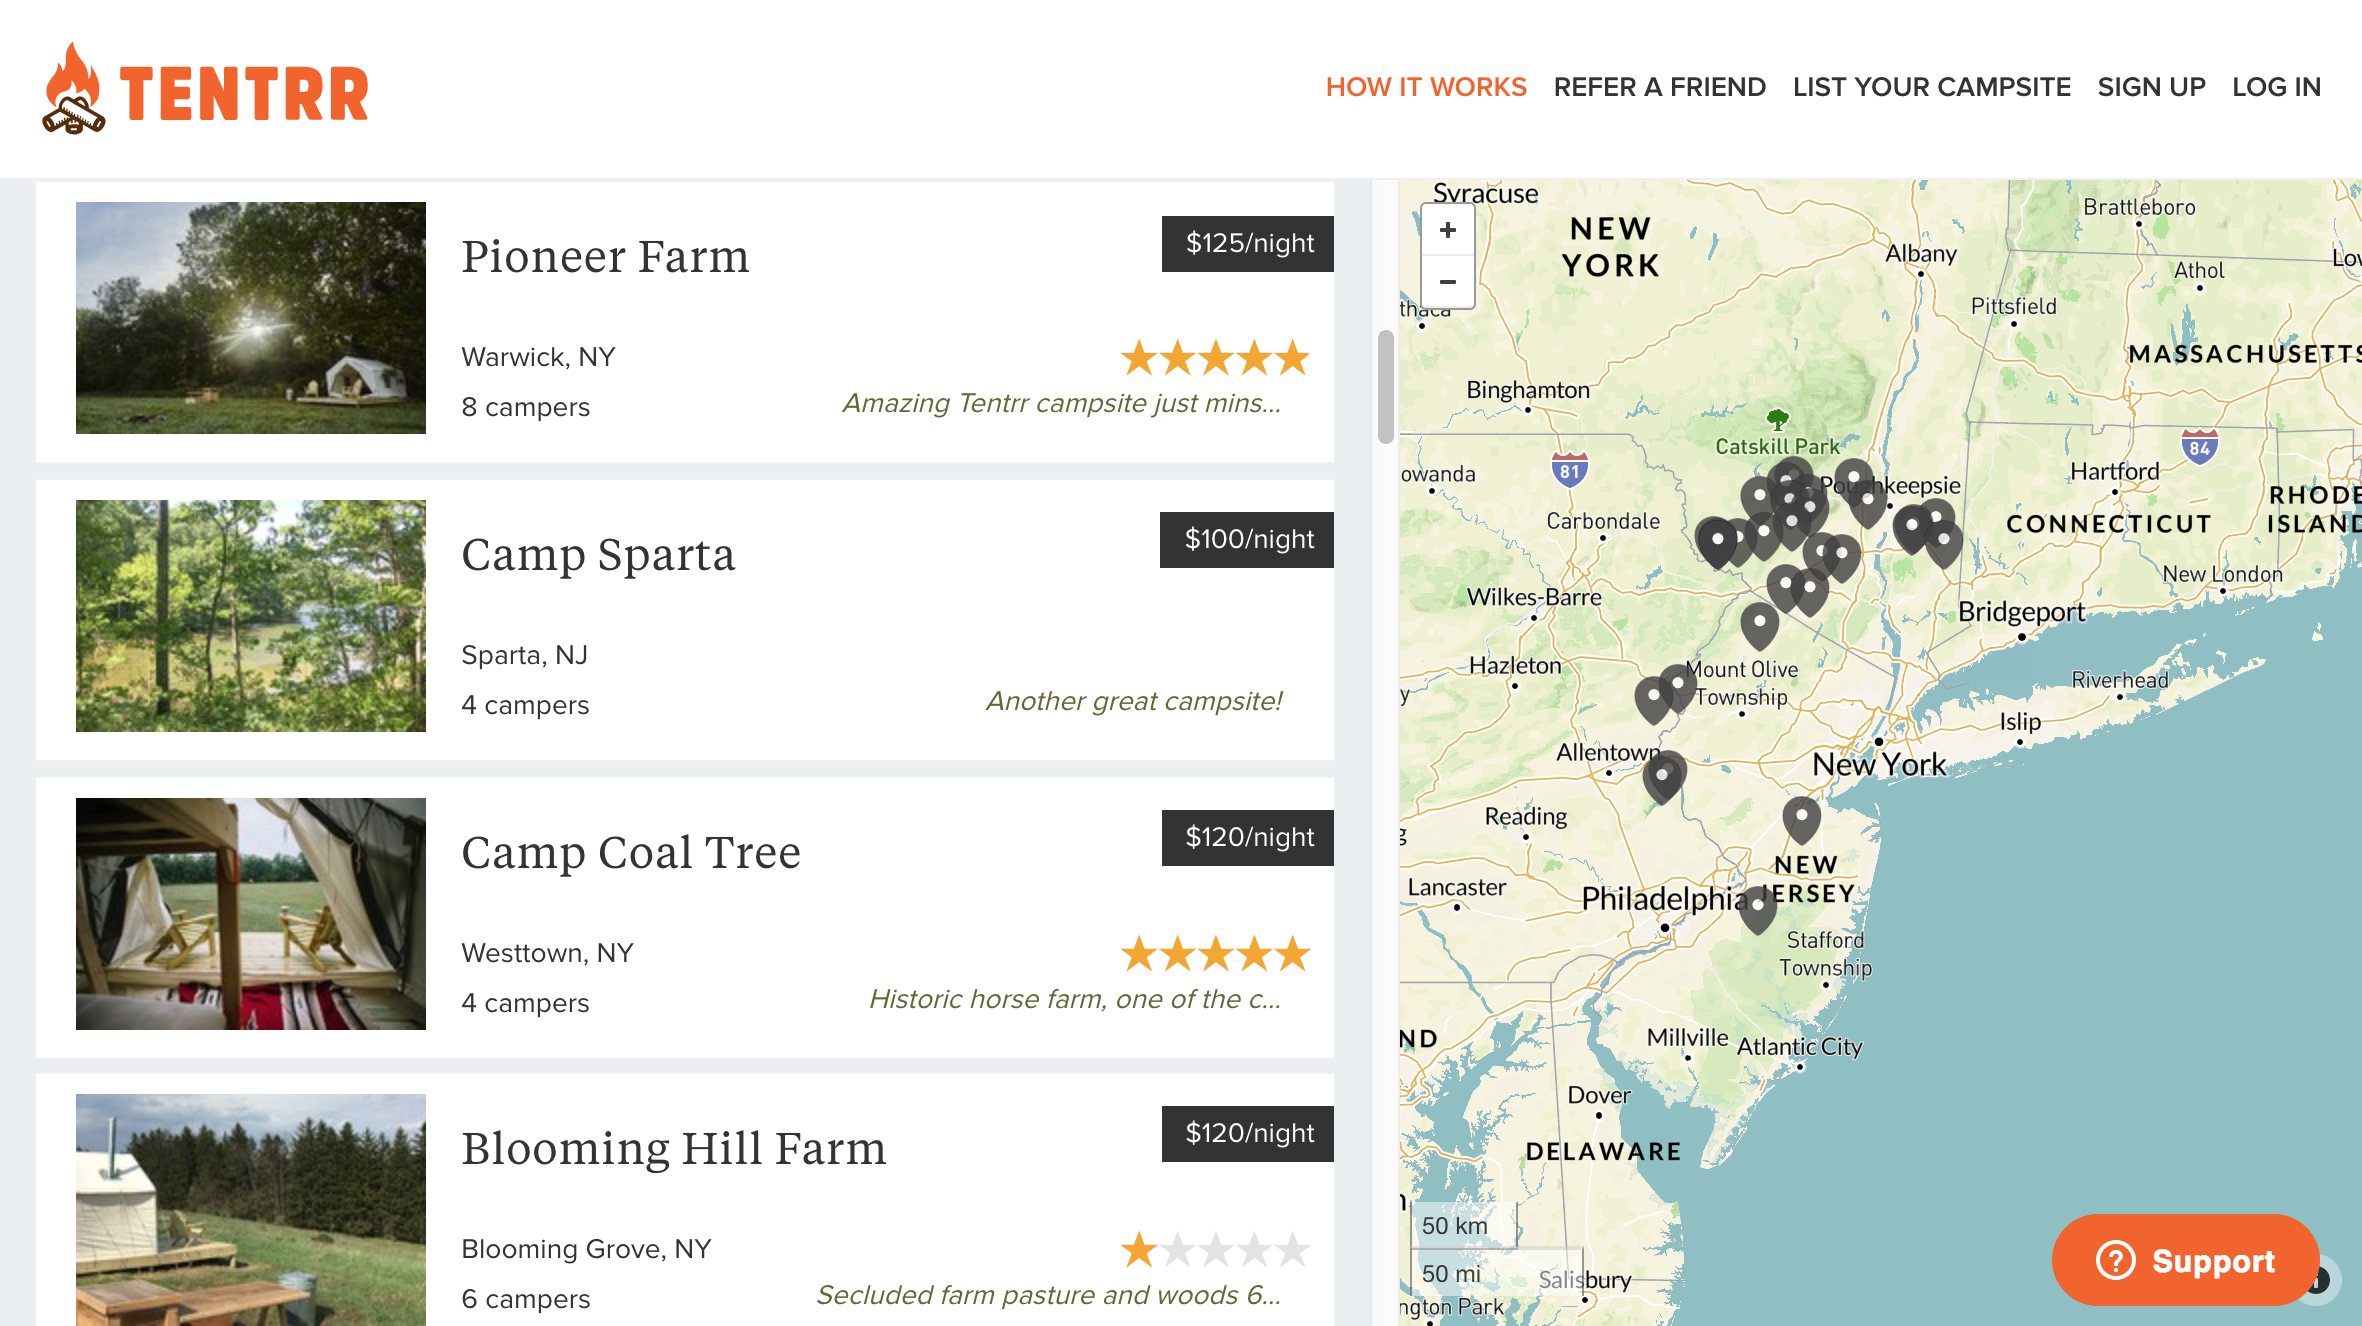 TENTRR
HOW IT WORKS
REFER A FRIEND
LIST YOUR CAMPSITE
SIGN UP
LOG IN
Pioneer Farm
$125/night
Warwick, NY
8 campers
Amazing Tentrr campsite just mins...
Camp Sparta
$100/night
Sparta, NJ
4 campers
Another great campsite!
Camp Coal Tree
$120/night
Westtown, NY
4 campers
Historic horse farm, one of the c...
Blooming Hill Farm
$120/night
Blooming Grove, NY
6 campers
Secluded farm pasture and woods 6...
+
−
Syracuse
NEW
YORK
Brattleboro
Albany
Athol
Pittsfield
MASSACHUSETTS
Binghamton
Catskill Park
81
84
owanda
Poughkeepsie
Hartford
RHODE
ISLAND
Carbondale
CONNECTICUT
New London
Wilkes-Barre
Bridgeport
Hazleton
Mount Olive
Township
Riverhead
Islip
Allentown
New York
Reading
NEW
JERSEY
Lancaster
Philadelphia
Stafford
Township
ND
Millville
Atlantic City
Dover
DELAWARE
50 km
50 mi
Salisbury
ngton Park
Support